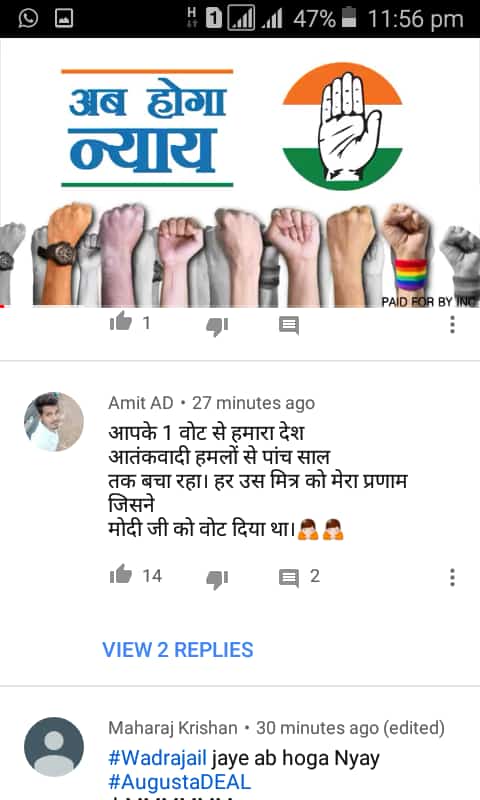 H 1 47% 11:56 pm
अब होगा
न्याय
PAID FOR BY INC
1
Amit AD • 27 minutes ago
आपके 1 वोट से हमारा देश
आतंकवादी हमलों से पांच साल
तक बचा रहा। हर उस मित्र को मेरा प्रणाम
जिसने
मोदी जी को वोट दिया था।🙇🙇
14 2
VIEW 2 REPLIES
Maharaj Krishan • 30 minutes ago (edited)
#Wadrajail jaye ab hoga Nyay
#AugustaDEAL